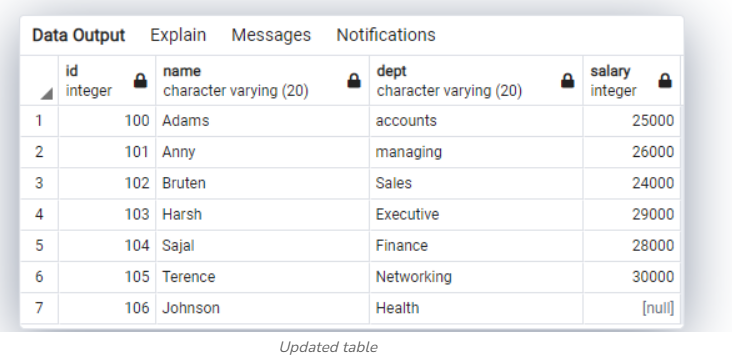 Data Output Explain Messages Notifications
id name dept salary
integer character varying (20) character varying (20) integer
1 100 Adams accounts 25000
2 101 Anny managing 26000
3 102 Bruten Sales 24000
4 103 Harsh Executive 29000
5 104 Sajal Finance 28000
6 105 Terence Networking 30000
7 106 Johnson Health [null]
Updated table